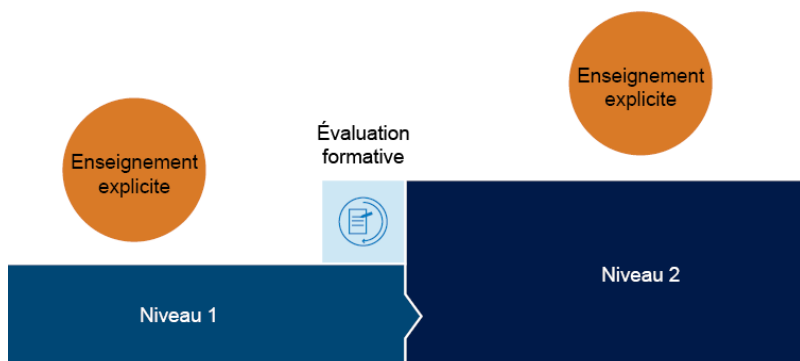 Enseignement
explicite
Évaluation
formative
Enseignement
explicite
Niveau 1
Niveau 2